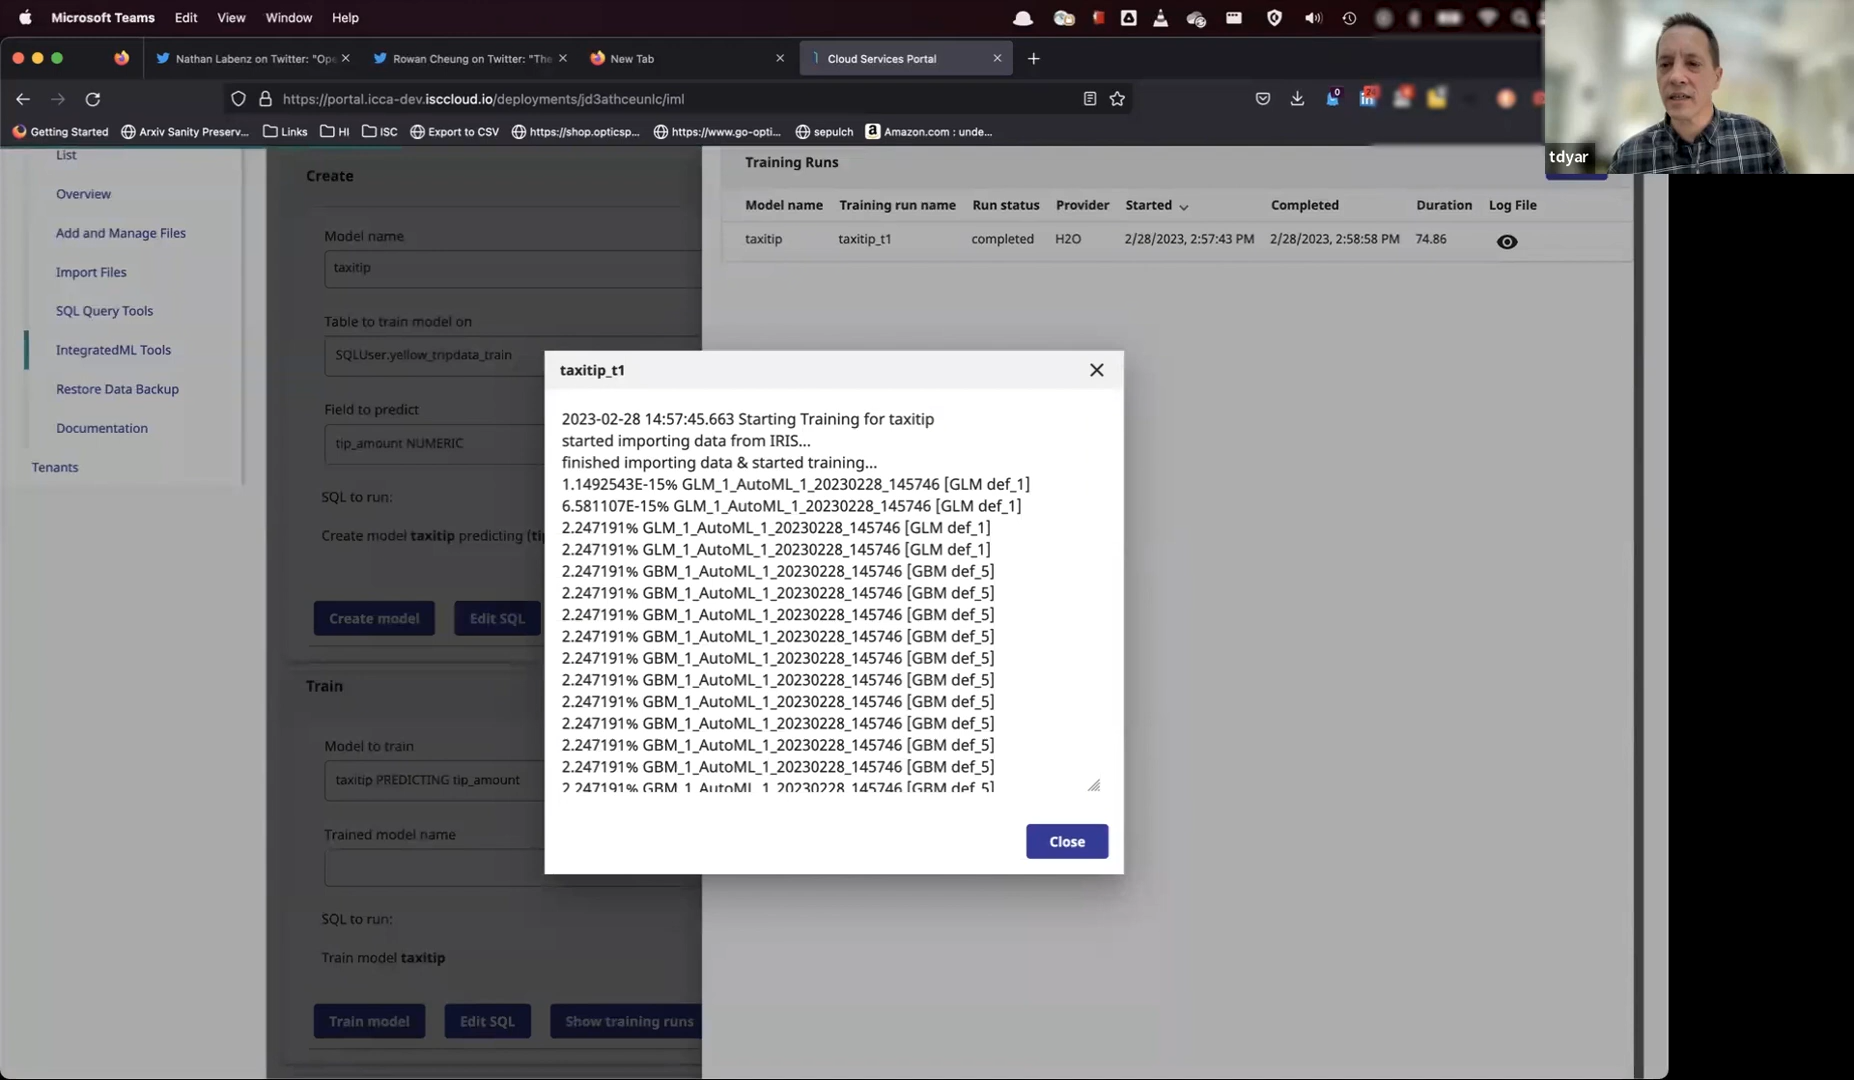 Microsoft Teams Edit View Window Help
Nathan Labenz on Twitter: "Ope
Rowan Cheung on Twitter: "The
New Tab
Cloud Services Portal
https://portal.icca-dev.isccloud.io/deployments/jd3athceunlc/iml
Getting Started
Arxiv Sanity Preserv...
Links
HI
ISC
Export to CSV
https://shop.opticsp...
https://www.go-opti...
sepulch
Amazon.com : unde...
tdyar
List
Overview
Add and Manage Files
Import Files
SQL Query Tools
IntegratedML Tools
Restore Data Backup
Documentation
Tenants
Create
Model name
taxitip
Table to train model on
SQLUser.yellow_tripdata_train
Field to predict
tip_amount NUMERIC
SQL to run:
Create model taxitip predicting (ti
Create model
Edit SQL
Train
Model to train
taxitip PREDICTING tip_amount
Trained model name
SQL to run:
Train model taxitip
Train model
Edit SQL
Show training runs
Training Runs
Model name Training run name Run status Provider Started Completed Duration Log File
taxitip taxitip_t1 completed H2O 2/28/2023, 2:57:43 PM 2/28/2023, 2:58:58 PM 74.86
taxitip_t1
2023-02-28 14:57:45.663 Starting Training for taxitip
started importing data from IRIS...
finished importing data & started training...
1.1492543E-15% GLM_1_AutoML_1_20230228_145746 [GLM def_1]
6.581107E-15% GLM_1_AutoML_1_20230228_145746 [GLM def_1]
2.247191% GLM_1_AutoML_1_20230228_145746 [GLM def_1]
2.247191% GLM_1_AutoML_1_20230228_145746 [GLM def_1]
2.247191% GBM_1_AutoML_1_20230228_145746 [GBM def_5]
2.247191% GBM_1_AutoML_1_20230228_145746 [GBM def_5]
2.247191% GBM_1_AutoML_1_20230228_145746 [GBM def_5]
2.247191% GBM_1_AutoML_1_20230228_145746 [GBM def_5]
2.247191% GBM_1_AutoML_1_20230228_145746 [GBM def_5]
2.247191% GBM_1_AutoML_1_20230228_145746 [GBM def_5]
2.247191% GBM_1_AutoML_1_20230228_145746 [GBM def_5]
2.247191% GBM_1_AutoML_1_20230228_145746 [GBM def_5]
2.247191% GBM_1_AutoML_1_20230228_145746 [GBM def_5]
2.247191% GBM_1_AutoML_1_20230228_145746 [GBM def_5]
2.247191% GBM_1_AutoML_1_20230228_145746 [GBM def_5]
Close